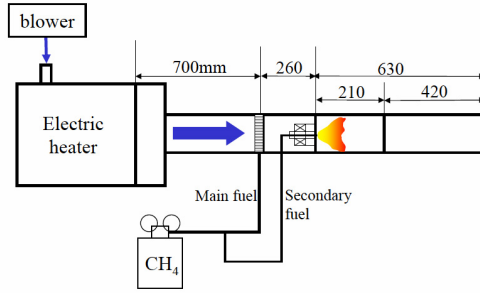 blower
700mm
260
630
210
420
Electric
heater
Main fuel
Secondary
fuel
CH₄